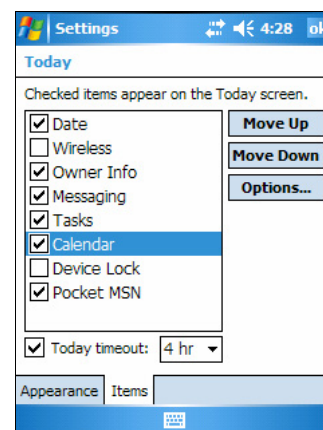 Settings 4:28 ok
Today
Checked items appear on the Today screen.
Date
Wireless
Owner Info
Messaging
Tasks
Calendar
Device Lock
Pocket MSN
Move Up
Move Down
Options...
Today timeout: 4 hr
Appearance Items